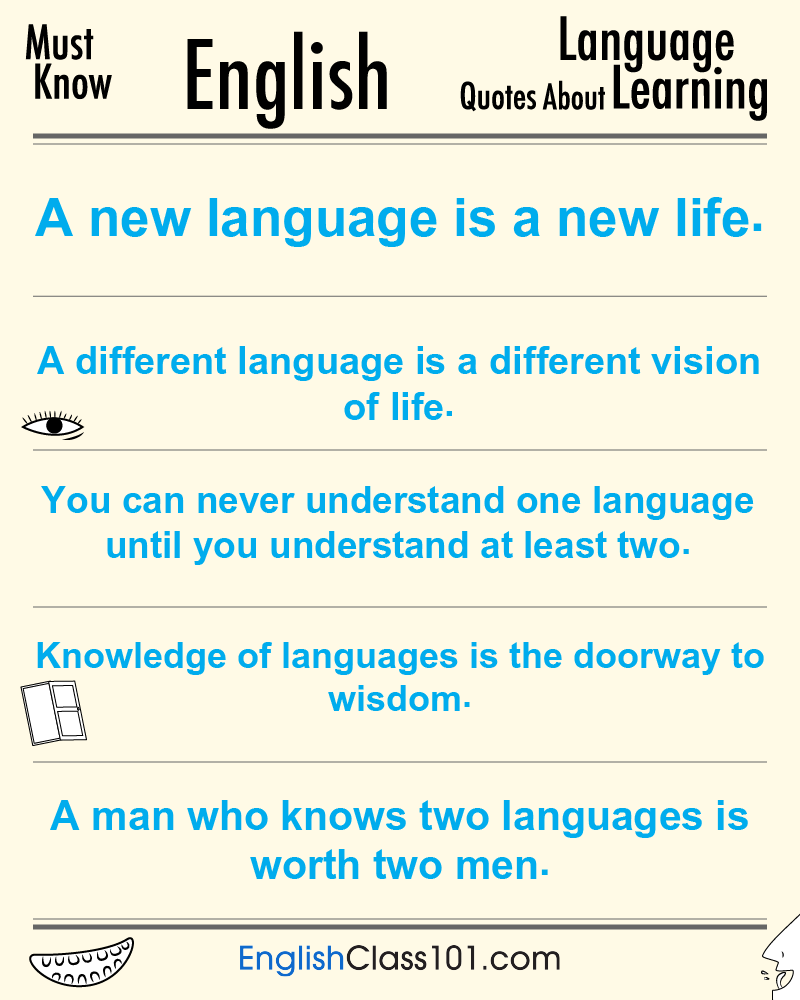 Must
Know
English
Language
Quotes About Learning
A new language is a new life.
A different language is a different vision
of life.
You can never understand one language
until you understand at least two.
Knowledge of languages is the doorway to
wisdom.
A man who knows two languages is
worth two men.
EnglishClass101.com